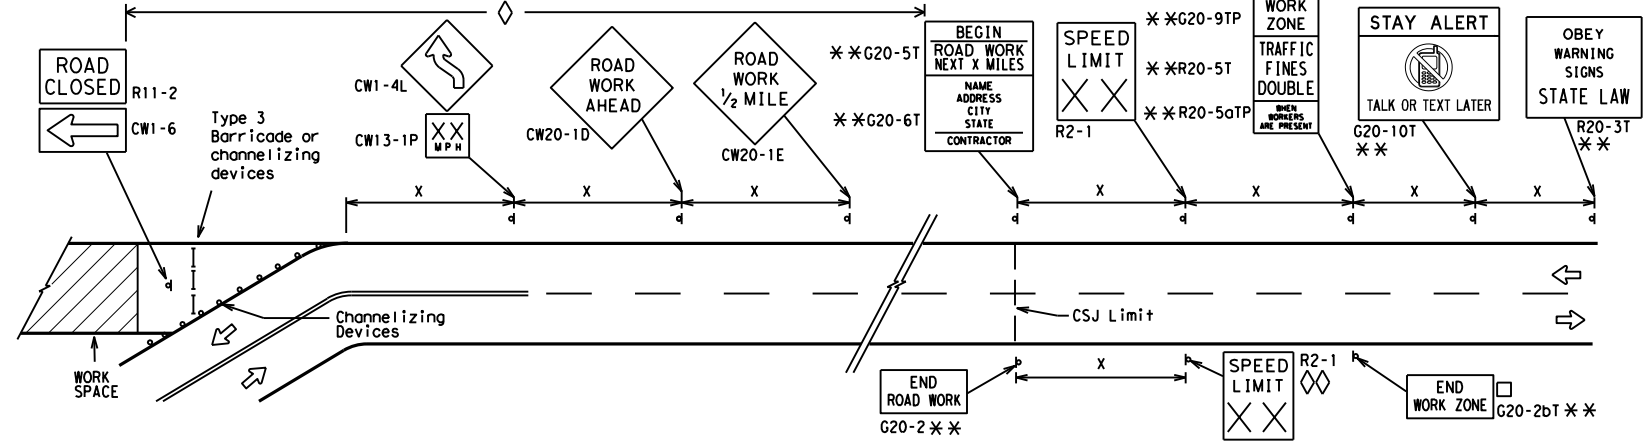 ROAD
CLOSED
R11-2
CW1-6
Type 3
Barricade or
channelizing
devices
CW1-4L
XX
MPH
CW13-1P
ROAD
WORK
AHEAD
CW20-1D
ROAD
WORK
1/2 MILE
CW20-1E
**G20-5T
**G20-6T
BEGIN
ROAD WORK
NEXT X MILES
NAME
ADDRESS
CITY
STATE
CONTRACTOR
SPEED
LIMIT
XX
R2-1
**G20-9TP
**R20-5T
**R20-5aTP
WORK
ZONE
TRAFFIC
FINES
DOUBLE
WHEN
WORKERS
ARE PRESENT
STAY ALERT
TALK OR TEXT LATER
G20-10T
**
OBEY
WARNING
SIGNS
STATE LAW
R20-3T
**
X X X X X X X
Channelizing
Devices
CSJ Limit
WORK
SPACE
X
END
ROAD WORK
G20-2 **
SPEED
LIMIT
XX
R2-1
END
WORK ZONE
G20-2bT **